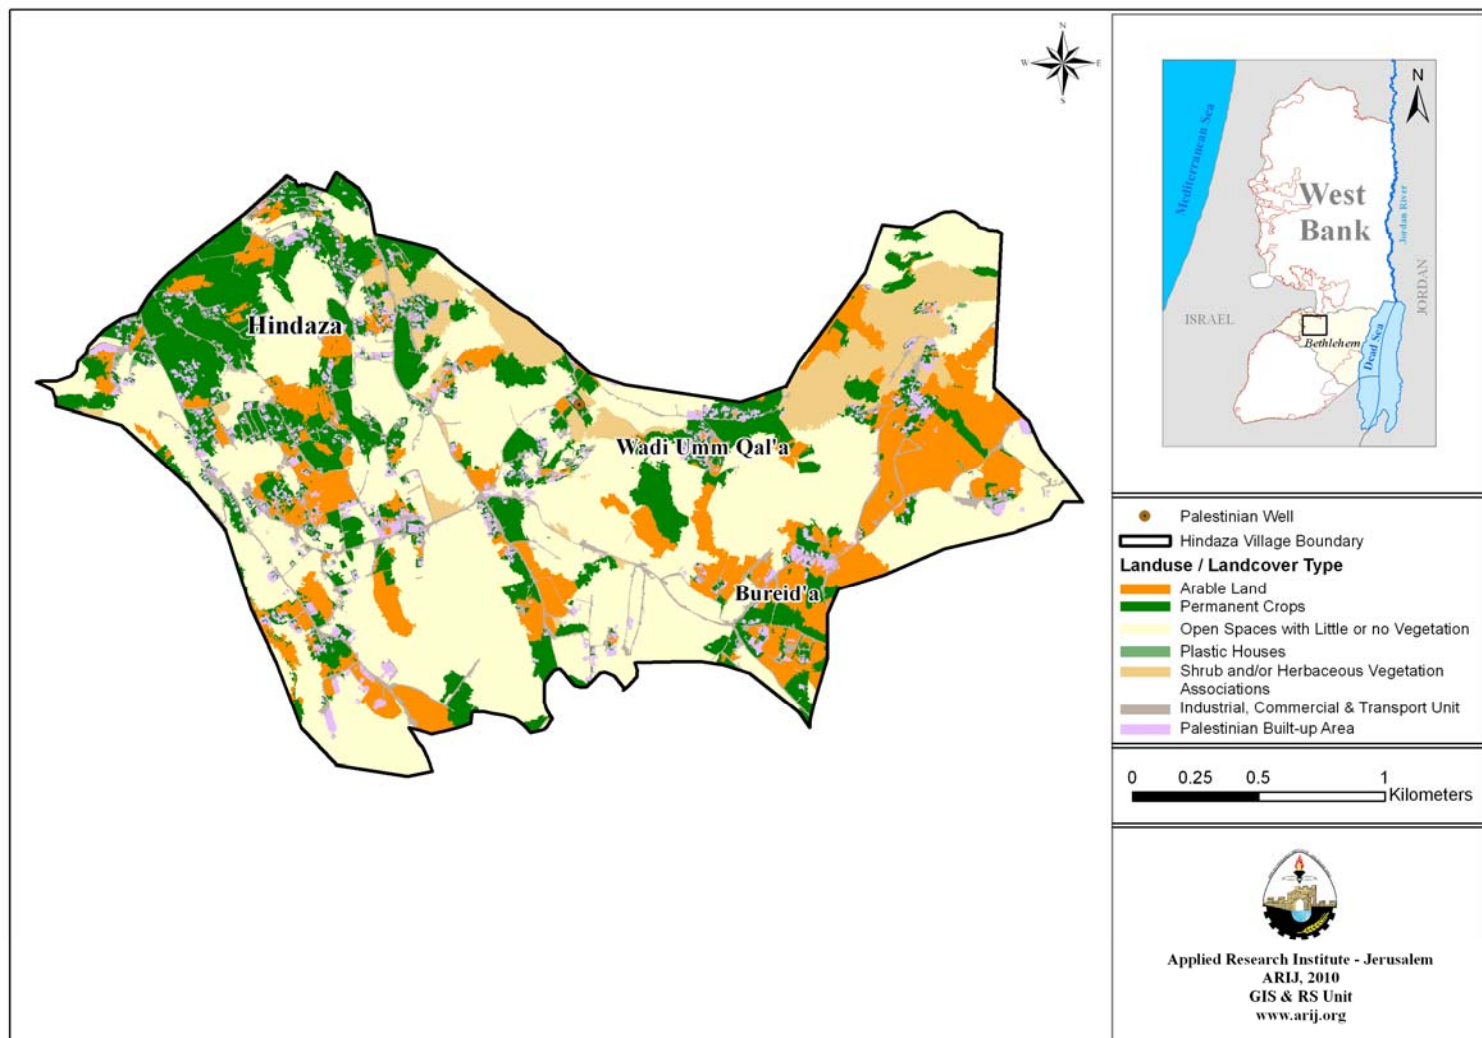 N
W
E
S
Hindaza
Wadi Umm Qal'a
Bureid'a
N
Mediterranean Sea
West
Bank
Jordan River
JORDAN
ISRAEL
Bethlehem
Dead Sea
Palestinian Well
Hindaza Village Boundary
Landuse / Landcover Type
Arable Land
Permanent Crops
Open Spaces with Little or no Vegetation
Plastic Houses
Shrub and/or Herbaceous Vegetation
Associations
Industrial, Commercial & Transport Unit
Palestinian Built-up Area
0 0.25 0.5 1
Kilometers
Applied Research Institute - Jerusalem
ARIJ, 2010
GIS & RS Unit
www.arij.org